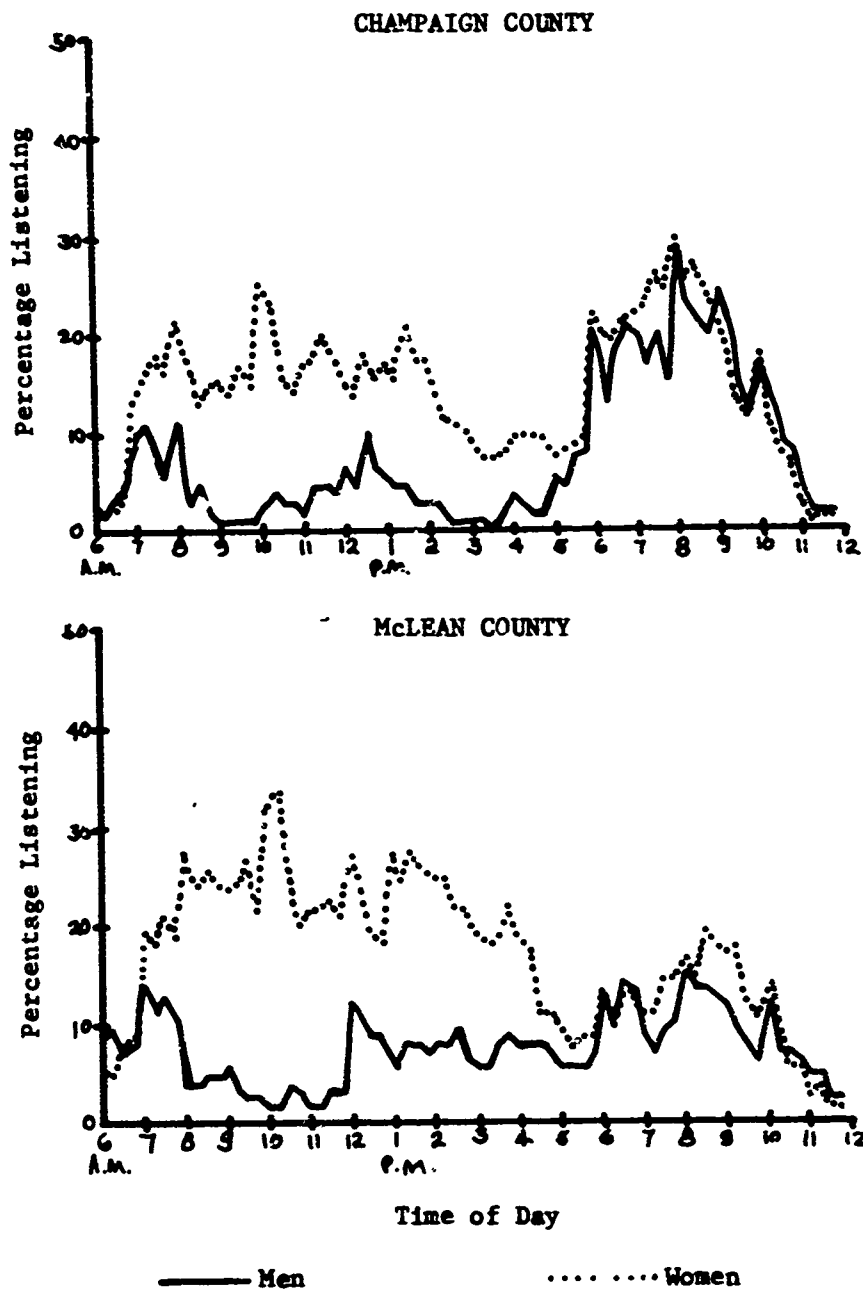 CHAMPAIGN COUNTY
50
40
30
20
10
0
Percentage Listening
6 7 8 9 10 11 12 1 2 3 4 5 6 7 8 9 10 11 12
A.M. P.M.
McLEAN COUNTY
50
40
30
20
10
0
Percentage Listening
6 7 8 9 10 11 12 1 2 3 4 5 6 7 8 9 10 11 12
A.M. P.M.
Time of Day
Men Women